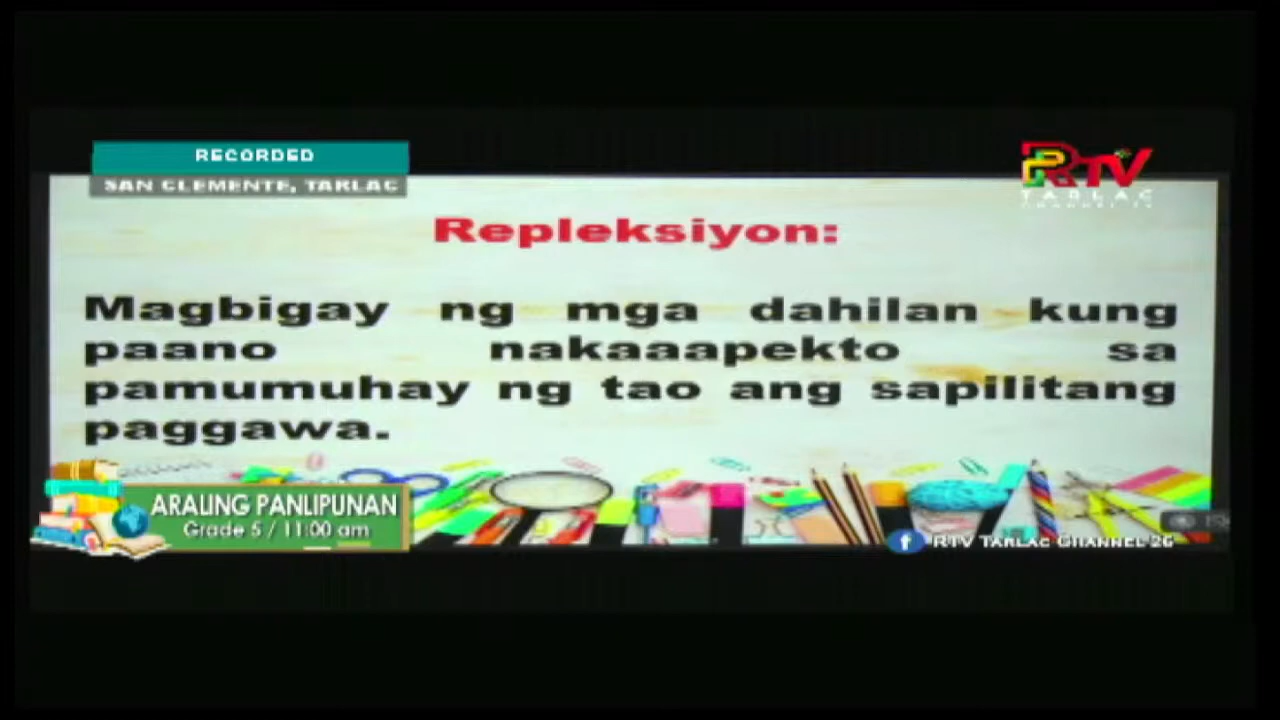 RECORDED
SAN CLEMENTE, TARLAC
RTV
TARLAC
Repleksiyon:
Magbigay ng mga dahilan kung
paano nakaaapekto sa
pamumuhay ng tao ang sapilitang
paggawa.
ARALING PANLIPUNAN
Grade 5 / 11:00 am
RTV TARLAC CHANNEL 26